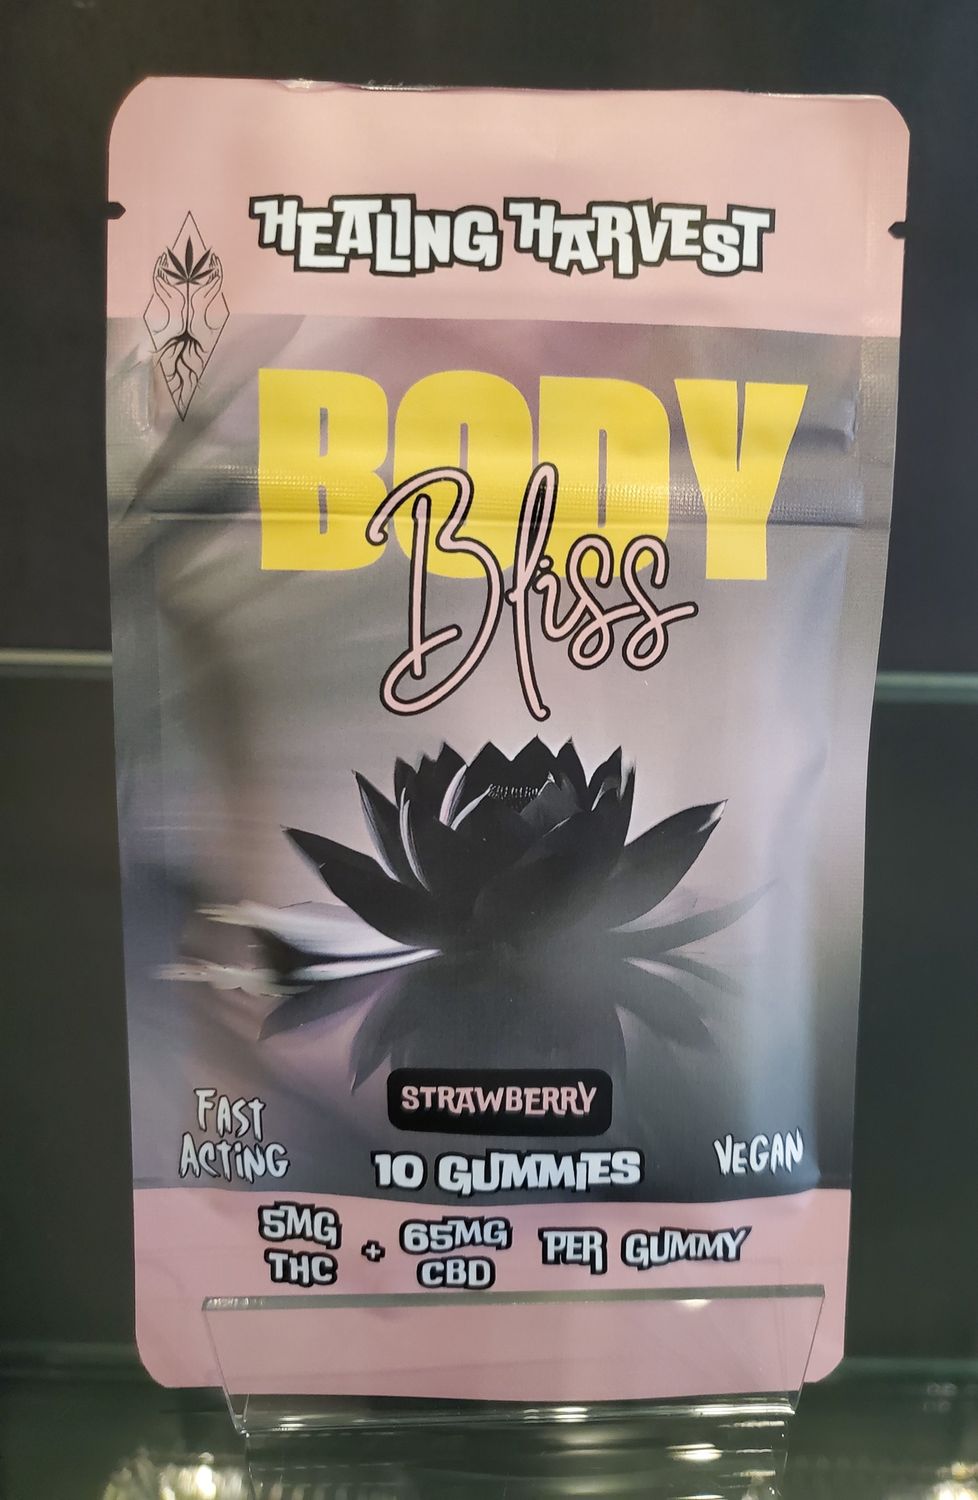 HEALING HARVEST
BODY
Bliss
STRAWBERRY
FAST
ACTING
10 GUMMIES
VEGAN
5MG
THC
+
65MG
CBD
PER GUMMY